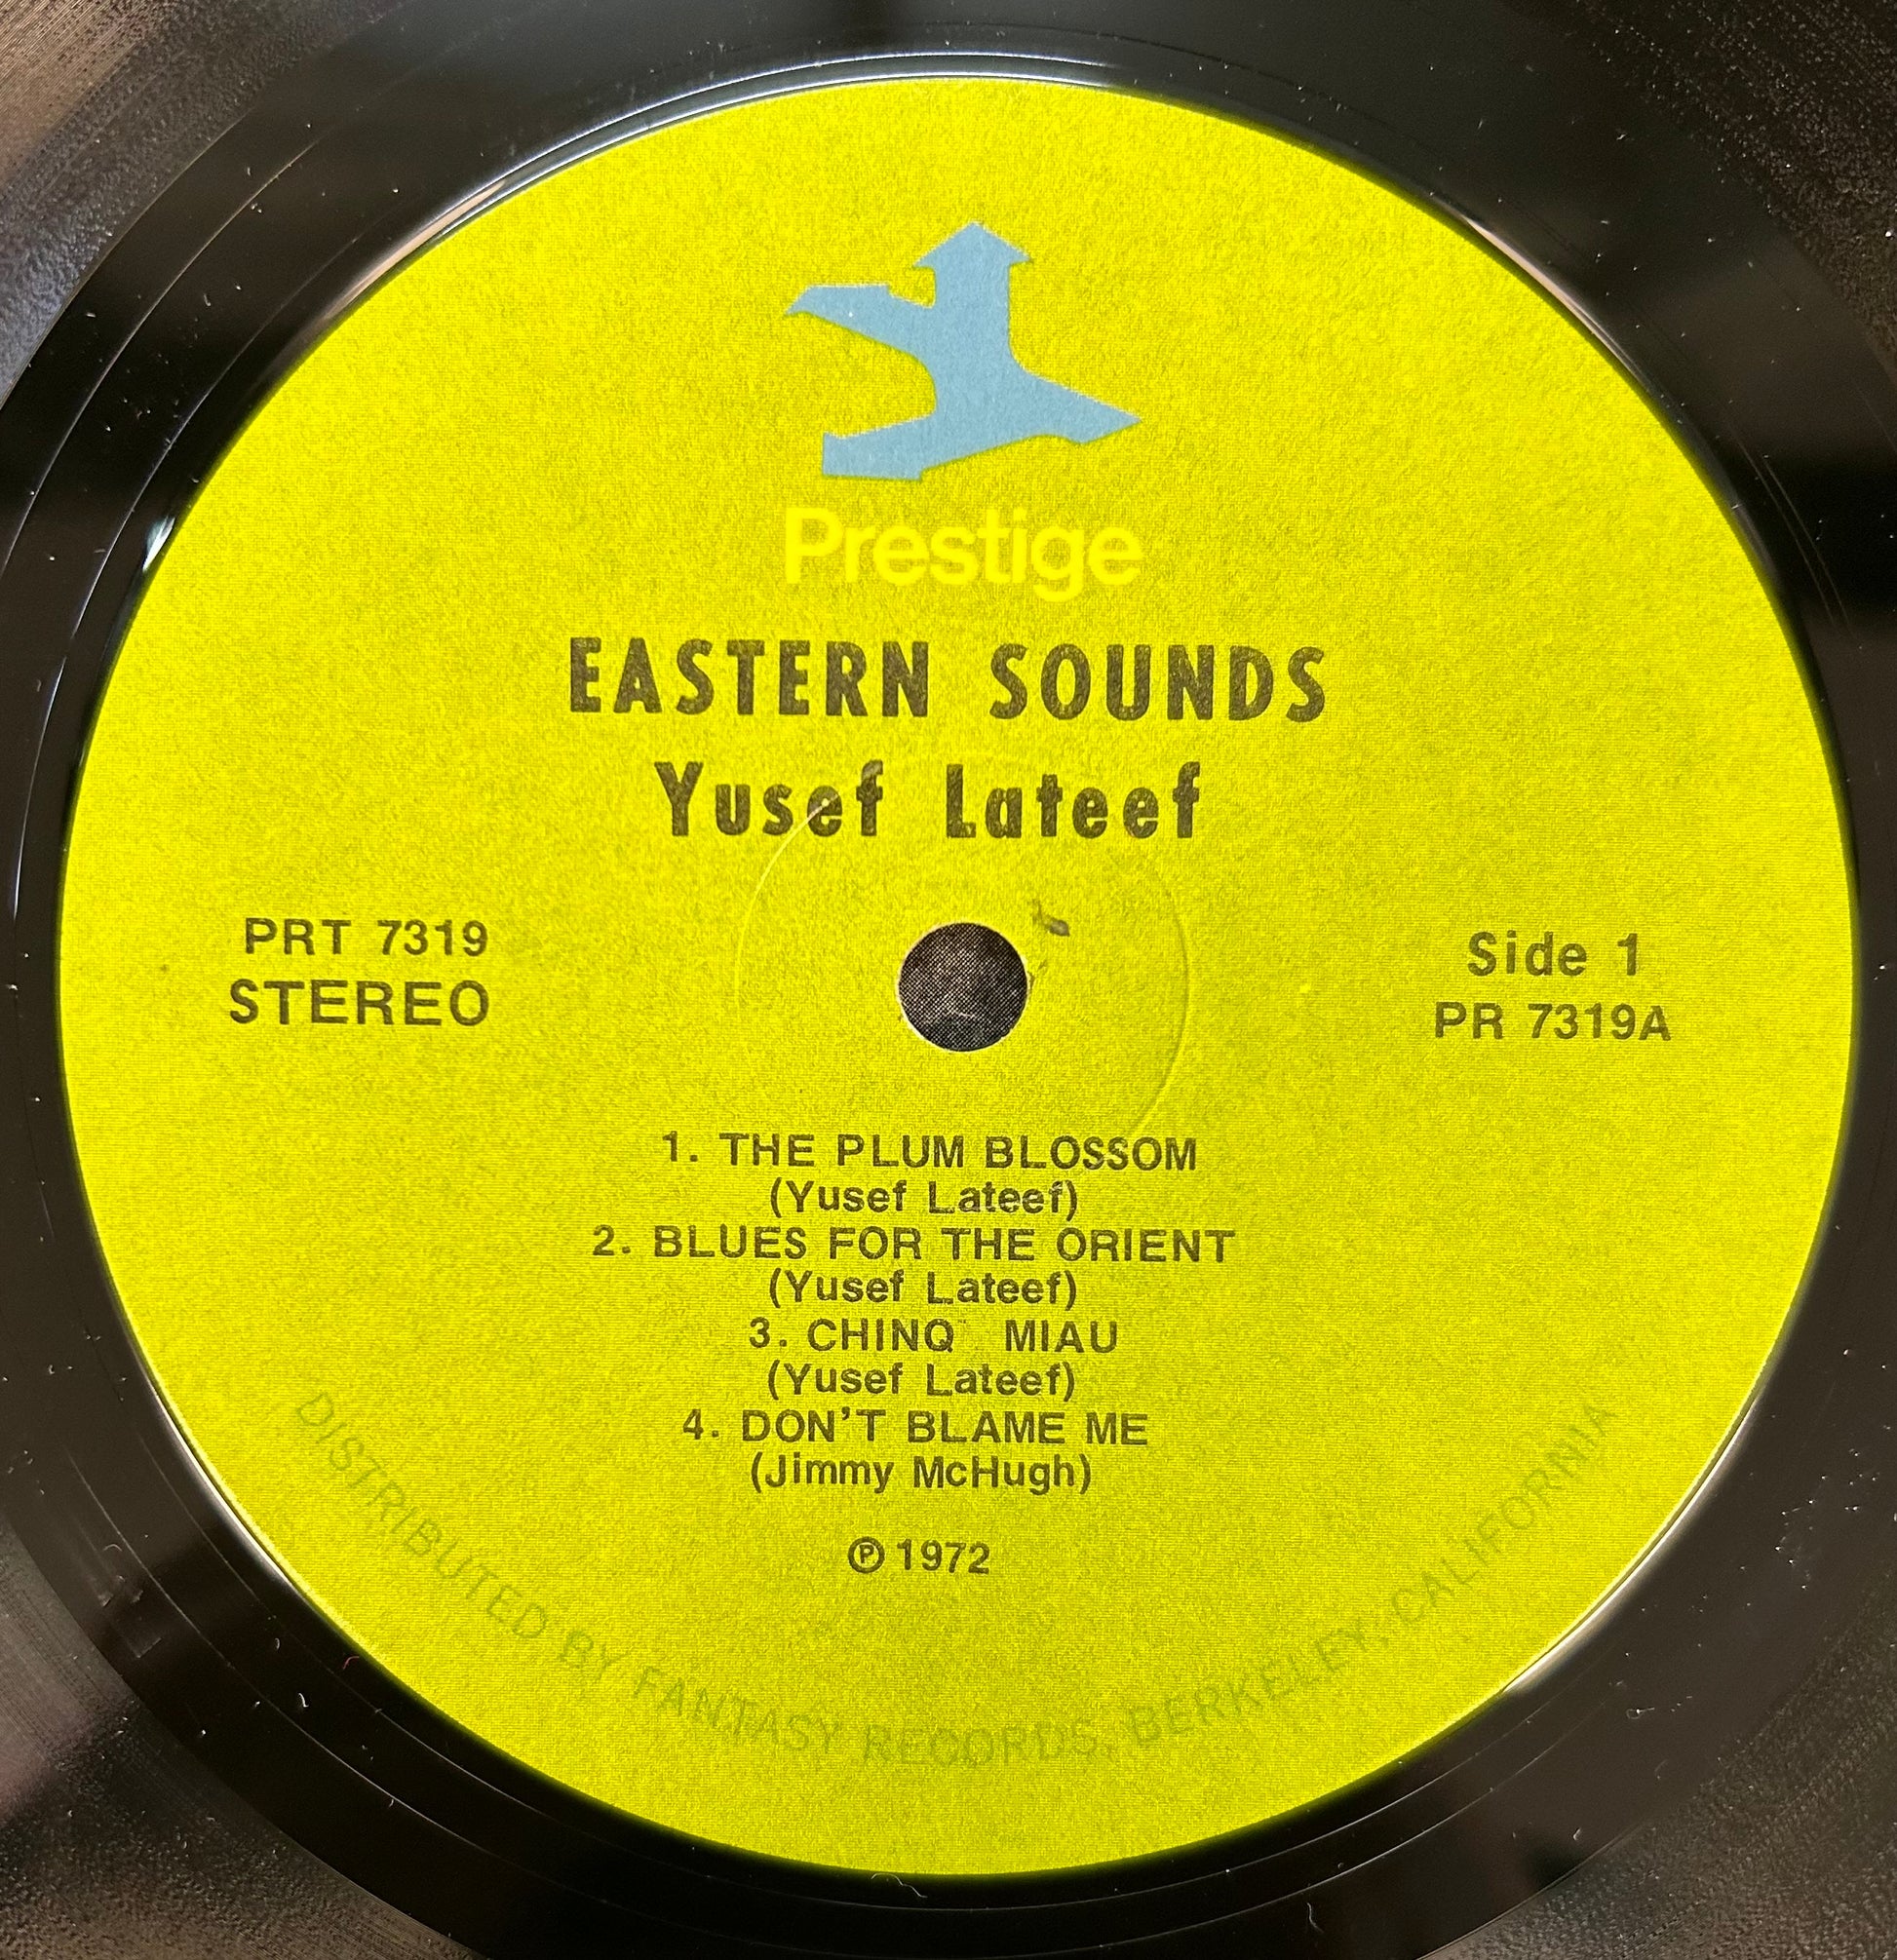 Prestige
EASTERN SOUNDS
Yusef Lateef
PRT 7319
STEREO
Side 1
PR 7319A
1. THE PLUM BLOSSOM
(Yusef Lateef)
2. BLUES FOR THE ORIENT
(Yusef Lateef)
3. CHINQ MIAU
(Yusef Lateef)
4. DON'T BLAME ME
(Jimmy McHugh)
℗ 1972
DISTRIBUTED BY FANTASY RECORDS, BERKELEY, CALIFORNIA